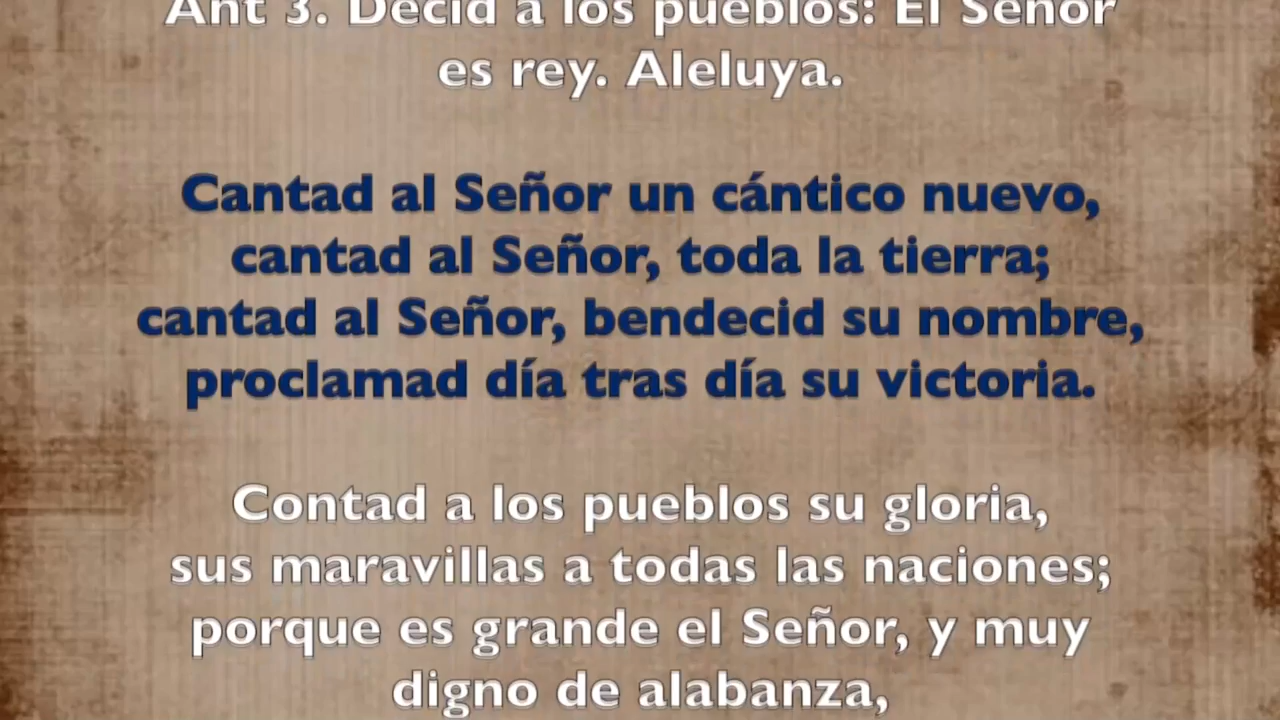 Ant 3. Decid a los pueblos: El Señor
es rey. Aleluya.
Cantad al Señor un cántico nuevo,
cantad al Señor, toda la tierra;
cantad al Señor, bendecid su nombre,
proclamad día tras día su victoria.
Contad a los pueblos su gloria,
sus maravillas a todas las naciones;
porque es grande el Señor, y muy
digno de alabanza,